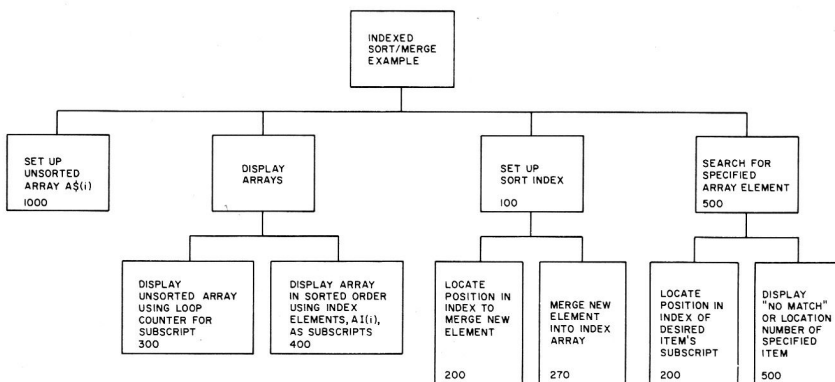 INDEXED
SORT/MERGE
EXAMPLE
SET UP
UNSORTED
ARRAY A$(i)
1000
DISPLAY
ARRAYS
SET UP
SORT INDEX
100
SEARCH FOR
SPECIFIED
ARRAY ELEMENT
500
DISPLAY
UNSORTED ARRAY
USING LOOP
COUNTER FOR
SUBSCRIPT
300
DISPLAY ARRAY
IN SORTED ORDER
USING INDEX
ELEMENTS, AI(i),
AS SUBSCRIPTS
400
LOCATE
POSITION IN
INDEX TO
MERGE NEW
ELEMENT
200
MERGE NEW
ELEMENT
INTO INDEX
ARRAY
270
LOCATE
POSITION IN
INDEX OF
DESIRED
ITEM'S
SUBSCRIPT
200
DISPLAY
"NO MATCH"
OR LOCATION
NUMBER OF
SPECIFIED
ITEM
500